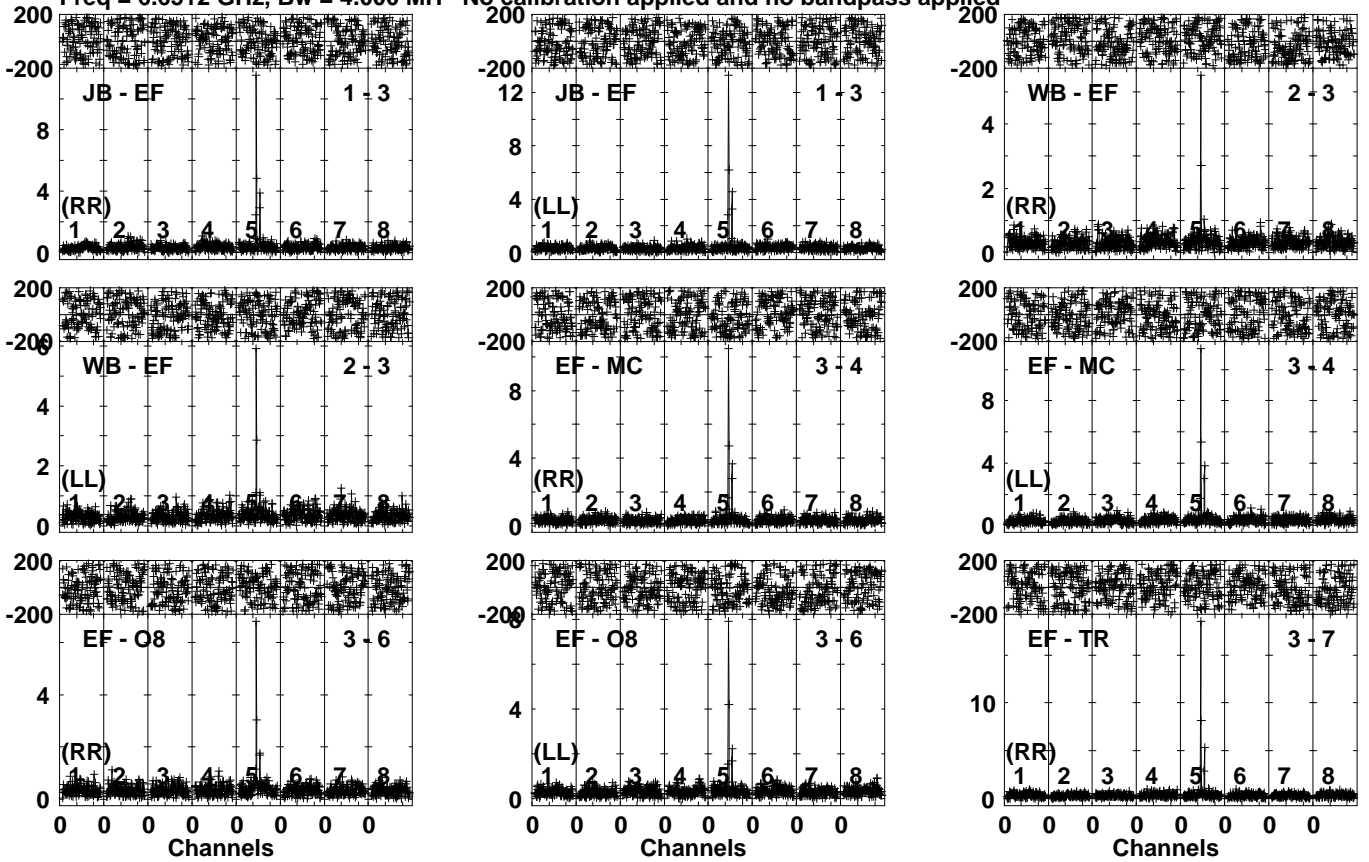 Freq = 6.6512 GHz, Bw = 4.000 MH No calibration applied and no bandpass applied
200 200 200
-200 -200 -200
JB - EF 1 - 3 12 JB - EF 1 - 3 WB - EF 2 - 3
8 8 4
4 4 2
(RR) (LL) (RR)
1 2 3 4 5 6 7 8 1 2 3 4 5 6 7 8 1 2 3 4 5 6 7 8
0 0 0
200 200 200
-200 -200 -200
6 WB - EF 2 - 3 EF - MC 3 - 4 EF - MC 3 - 4
4 8 8
2 4 4
(LL) (RR) (LL)
1 2 3 4 5 6 7 8 1 2 3 4 5 6 7 8 1 2 3 4 5 6 7 8
0 0 0
200 200 200
-200 -200 -200
EF - O8 3 - 6 8 EF - O8 3 - 6 EF - TR 3 - 7
4 4 10
(RR) (LL) (RR)
1 2 3 4 5 6 7 8 1 2 3 4 5 6 7 8 1 2 3 4 5 6 7 8
0 0 0
0 0 0 0 0 0 0 0 0 0 0 0 0 0 0 0 0 0 0 0 0 0 0 0
Channels Channels Channels